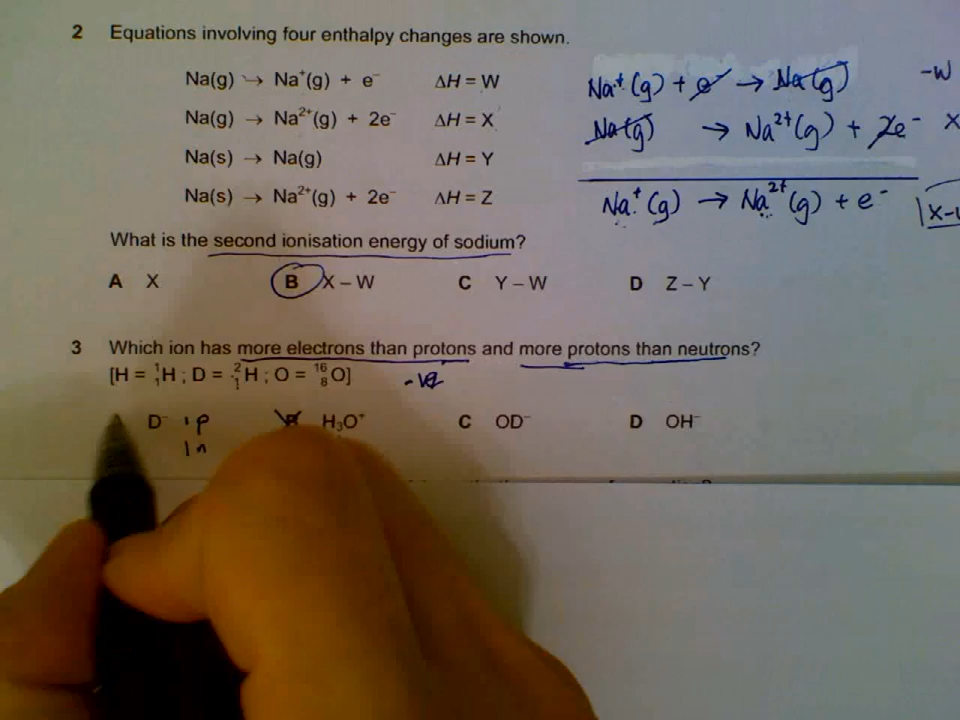 2 Equations involving four enthalpy changes are shown.
Na(g) → Na⁺(g) + e⁻ ΔH = W
Na(g) → Na²⁺(g) + 2e⁻ ΔH = X
Na(s) → Na(g) ΔH = Y
Na(s) → Na²⁺(g) + 2e⁻ ΔH = Z
Na⁺(g) + e⁻ → Na(g) -W
Na(g) → Na²⁺(g) + 2e⁻ X
Na⁺(g) → Na²⁺(g) + e⁻
What is the second ionisation energy of sodium?
A X B X – W C Y – W D Z – Y
3 Which ion has more electrons than protons and more protons than neutrons?
[H = ¹₁H ; D = ²₁H ; O = ¹⁶₈O]
-ve
D⁻ 1p B H₃O⁺ C OD⁻ D OH⁻
1n